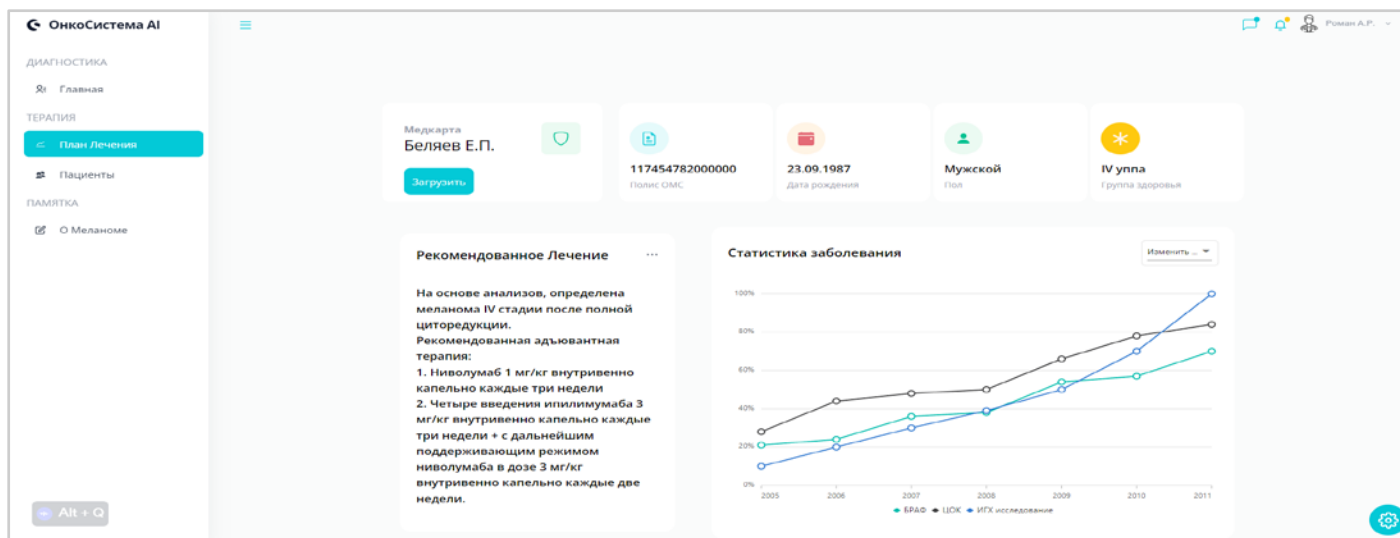 ОнкоСистема AI
Роман А.Р.
ДИАГНОСТИКА
Главная
ТЕРАПИЯ
План Лечения
Пациенты
ПАМЯТКА
О Меланоме
Alt + Q
Медкарта
Беляев Е.П.
Загрузить
117454782000000
Полис ОМС
23.09.1987
Дата рождения
Мужской
Пол
IV уппа
Группа здоровья
Рекомендованное Лечение
...
На основе анализов, определена
меланома IV стадии после полной
циторедукции.
Рекомендованная адъювантная
терапия:
1. Ниволумаб 1 мг/кг внутривенно
капельно каждые три недели
2. Четыре введения ипилимумаба 3
мг/кг внутривенно капельно каждые
три недели + с дальнейшим
поддерживающим режимом
ниволумаба в дозе 3 мг/кг
внутривенно капельно каждые две
недели.
Статистика заболевания
Изменить ...
100%
80%
60%
40%
20%
0%
2005 2006 2007 2008 2009 2010 2011
БРАФ ЦОК ИГХ исследование